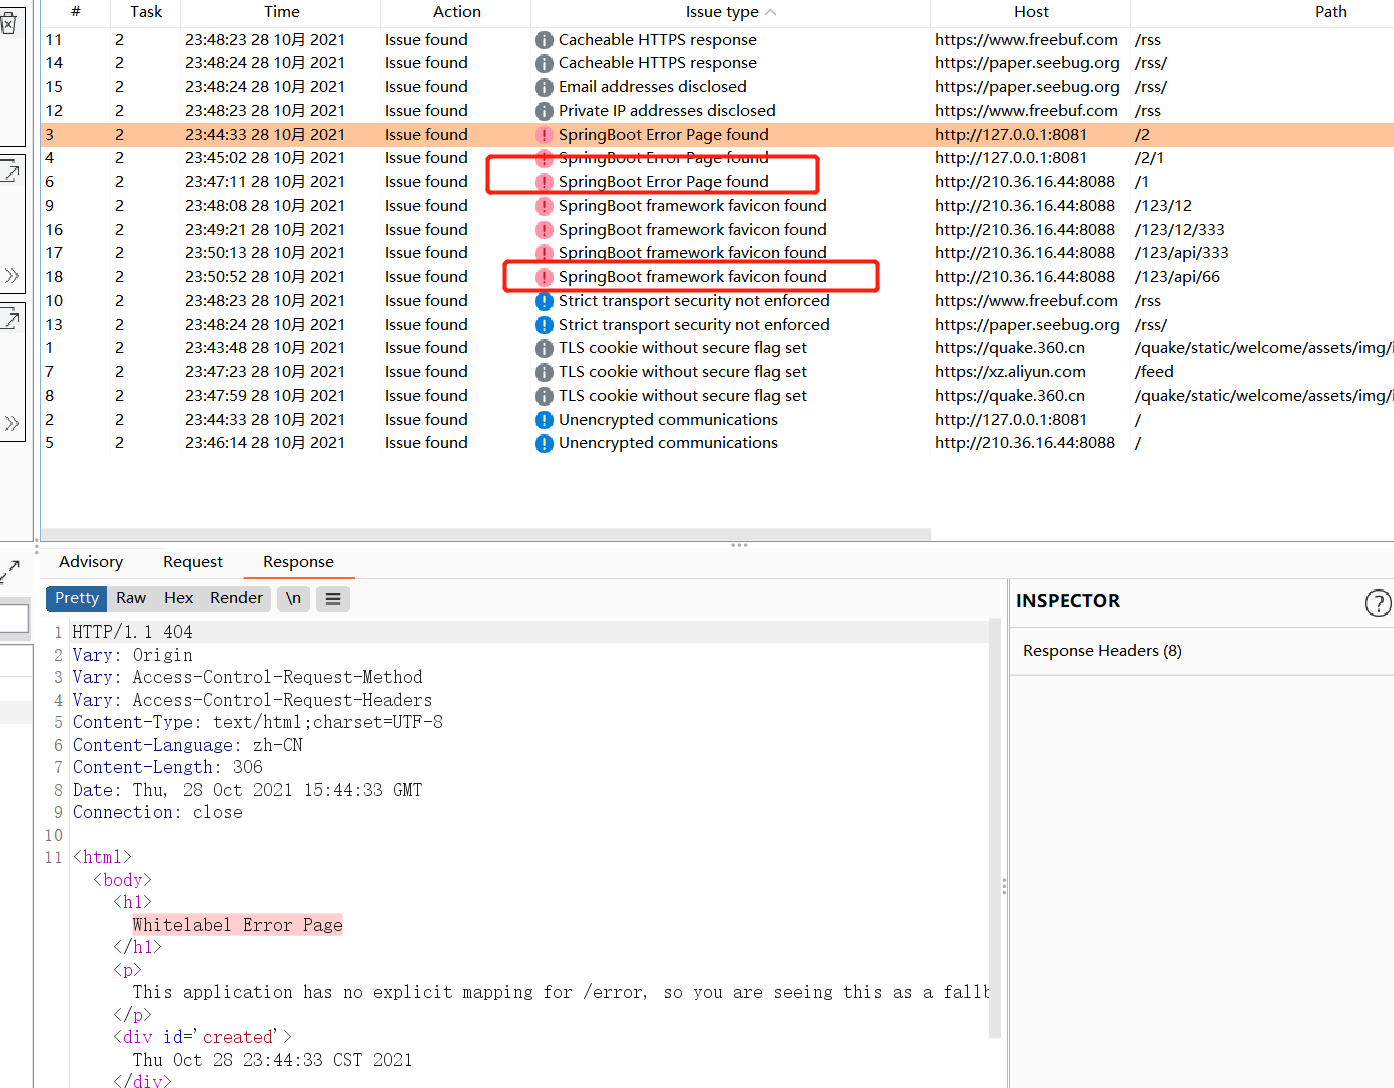 # Task Time Action Issue type Host Path
11 2 23:48:23 28 10月 2021 Issue found Cacheable HTTPS response https://www.freebuf.com /rss
14 2 23:48:24 28 10月 2021 Issue found Cacheable HTTPS response https://paper.seebug.org /rss/
15 2 23:48:24 28 10月 2021 Issue found Email addresses disclosed https://paper.seebug.org /rss/
12 2 23:48:23 28 10月 2021 Issue found Private IP addresses disclosed https://www.freebuf.com /rss
3 2 23:44:33 28 10月 2021 Issue found SpringBoot Error Page found http://127.0.0.1:8081 /2
4 2 23:45:02 28 10月 2021 Issue found SpringBoot Error Page found http://127.0.0.1:8081 /2/1
6 2 23:47:11 28 10月 2021 Issue found SpringBoot Error Page found http://210.36.16.44:8088 /1
9 2 23:48:08 28 10月 2021 Issue found SpringBoot framework favicon found http://210.36.16.44:8088 /123/12
16 2 23:49:21 28 10月 2021 Issue found SpringBoot framework favicon found http://210.36.16.44:8088 /123/12/333
17 2 23:50:13 28 10月 2021 Issue found SpringBoot framework favicon found http://210.36.16.44:8088 /123/api/333
18 2 23:50:52 28 10月 2021 Issue found SpringBoot framework favicon found http://210.36.16.44:8088 /123/api/66
10 2 23:48:23 28 10月 2021 Issue found Strict transport security not enforced https://www.freebuf.com /rss
13 2 23:48:24 28 10月 2021 Issue found Strict transport security not enforced https://paper.seebug.org /rss/
1 2 23:43:48 28 10月 2021 Issue found TLS cookie without secure flag set https://quake.360.cn /quake/static/welcome/assets/img/i
7 2 23:47:23 28 10月 2021 Issue found TLS cookie without secure flag set https://xz.aliyun.com /feed
8 2 23:47:59 28 10月 2021 Issue found TLS cookie without secure flag set https://quake.360.cn /quake/static/welcome/assets/img/i
2 2 23:44:33 28 10月 2021 Issue found Unencrypted communications http://127.0.0.1:8081 /
5 2 23:46:14 28 10月 2021 Issue found Unencrypted communications http://210.36.16.44:8088 /
Advisory Request Response
Pretty Raw Hex Render \n
INSPECTOR
Response Headers (8)
1 HTTP/1.1 404
2 Vary: Origin
3 Vary: Access-Control-Request-Method
4 Vary: Access-Control-Request-Headers
5 Content-Type: text/html;charset=UTF-8
6 Content-Language: zh-CN
7 Content-Length: 306
8 Date: Thu, 28 Oct 2021 15:44:33 GMT
9 Connection: close
10
11 <html>
<body>
<h1>
Whitelabel Error Page
</h1>
<p>
This application has no explicit mapping for /error, so you are seeing this as a fallb
</p>
<div id='created'>
Thu Oct 28 23:44:33 CST 2021
</div>